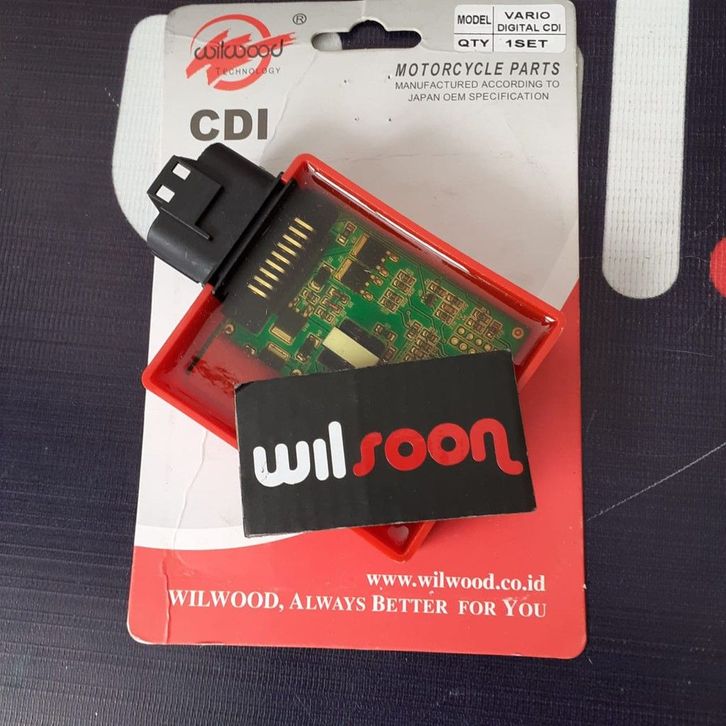 wilwood ®
TECHNOLOGY
CDI
MODEL VARIO
DIGITAL CDI
QTY 1SET
MOTORCYCLE PARTS
MANUFACTURED ACCORDING TO
JAPAN OEM SPECIFICATION
wilsoon
www.wilwood.co.id
WILWOOD, ALWAYS BETTER FOR YOU